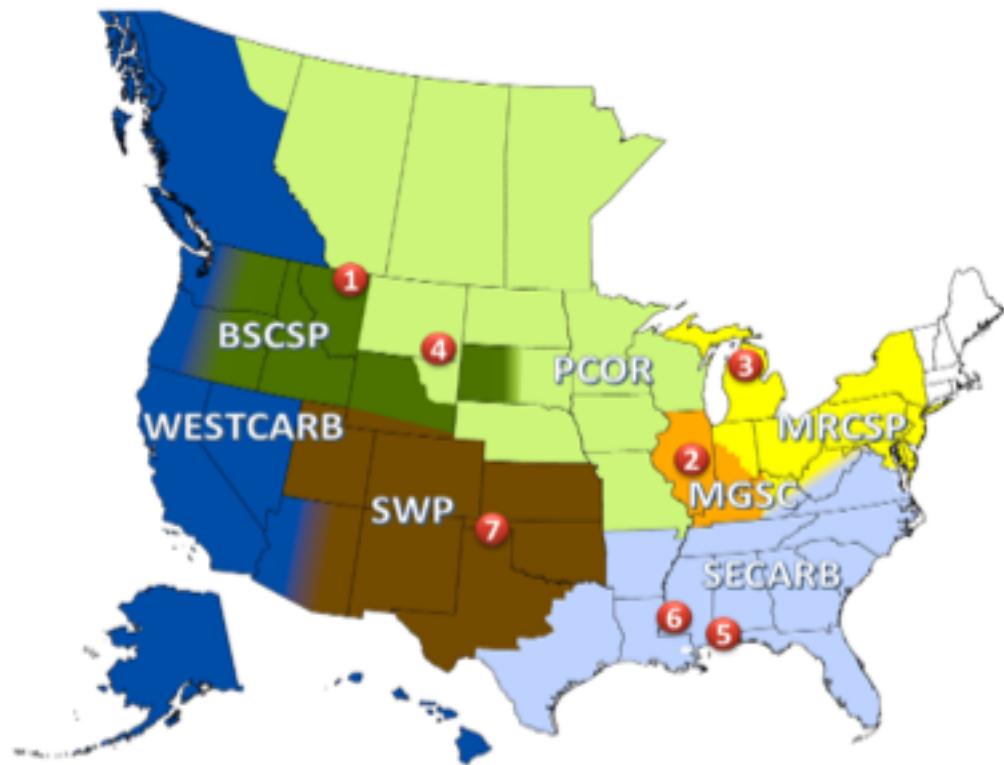 1
BSCSP
4
PCOR
3
WESTCARB
MRCSP
2
MGSC
SWP
7
SECARB
6
5